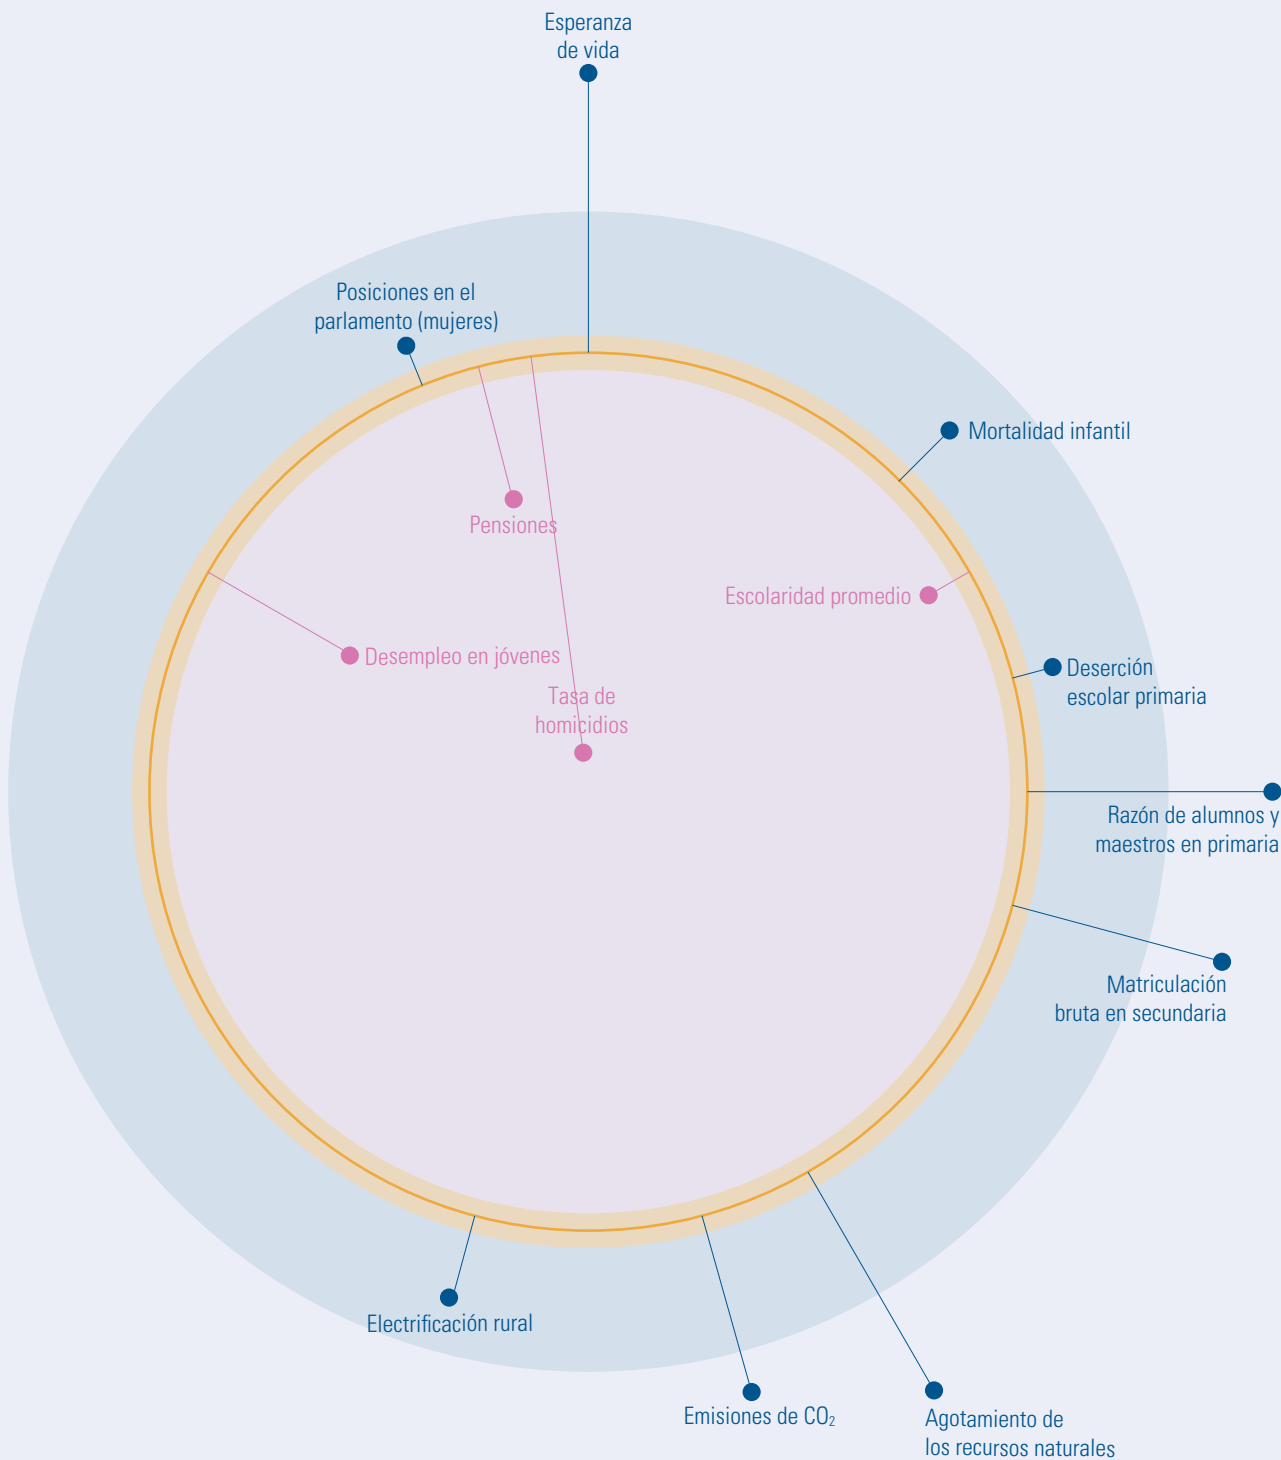 Esperanza
de vida
Posiciones en el
parlamento (mujeres)
Mortalidad infantil
Pensiones
Escolaridad promedio
Desempleo en jóvenes
Deserción
escolar primaria
Tasa de
homicidios
Razón de alumnos y
maestros en primaria
Matriculación
bruta en secundaria
Electrificación rural
Emisiones de CO₂
Agotamiento de
los recursos naturales